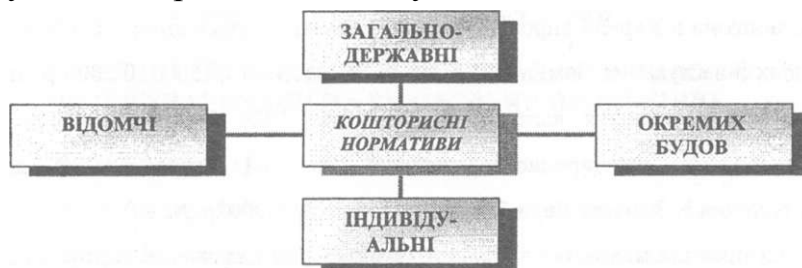 ЗАГАЛЬНО-
ДЕРЖАВНІ
ВІДОМЧІ
КОШТОРИСНІ
НОРМАТИВИ
ОКРЕМИХ
БУДОВ
ІНДИВІДУ-
АЛЬНІ